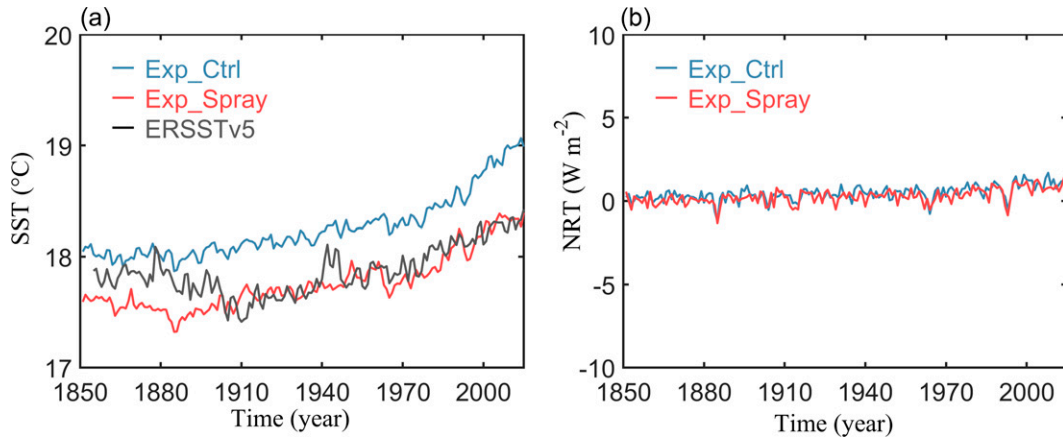 (a)
20
19
18
17
SST (°C)
Exp_Ctrl
Exp_Spray
ERSSTv5
1850 1880 1910 1940 1970 2000
Time (year)
(b)
10
5
0
-5
-10
NRT (W m⁻²)
Exp_Ctrl
Exp_Spray
1850 1880 1910 1940 1970 2000
Time (year)